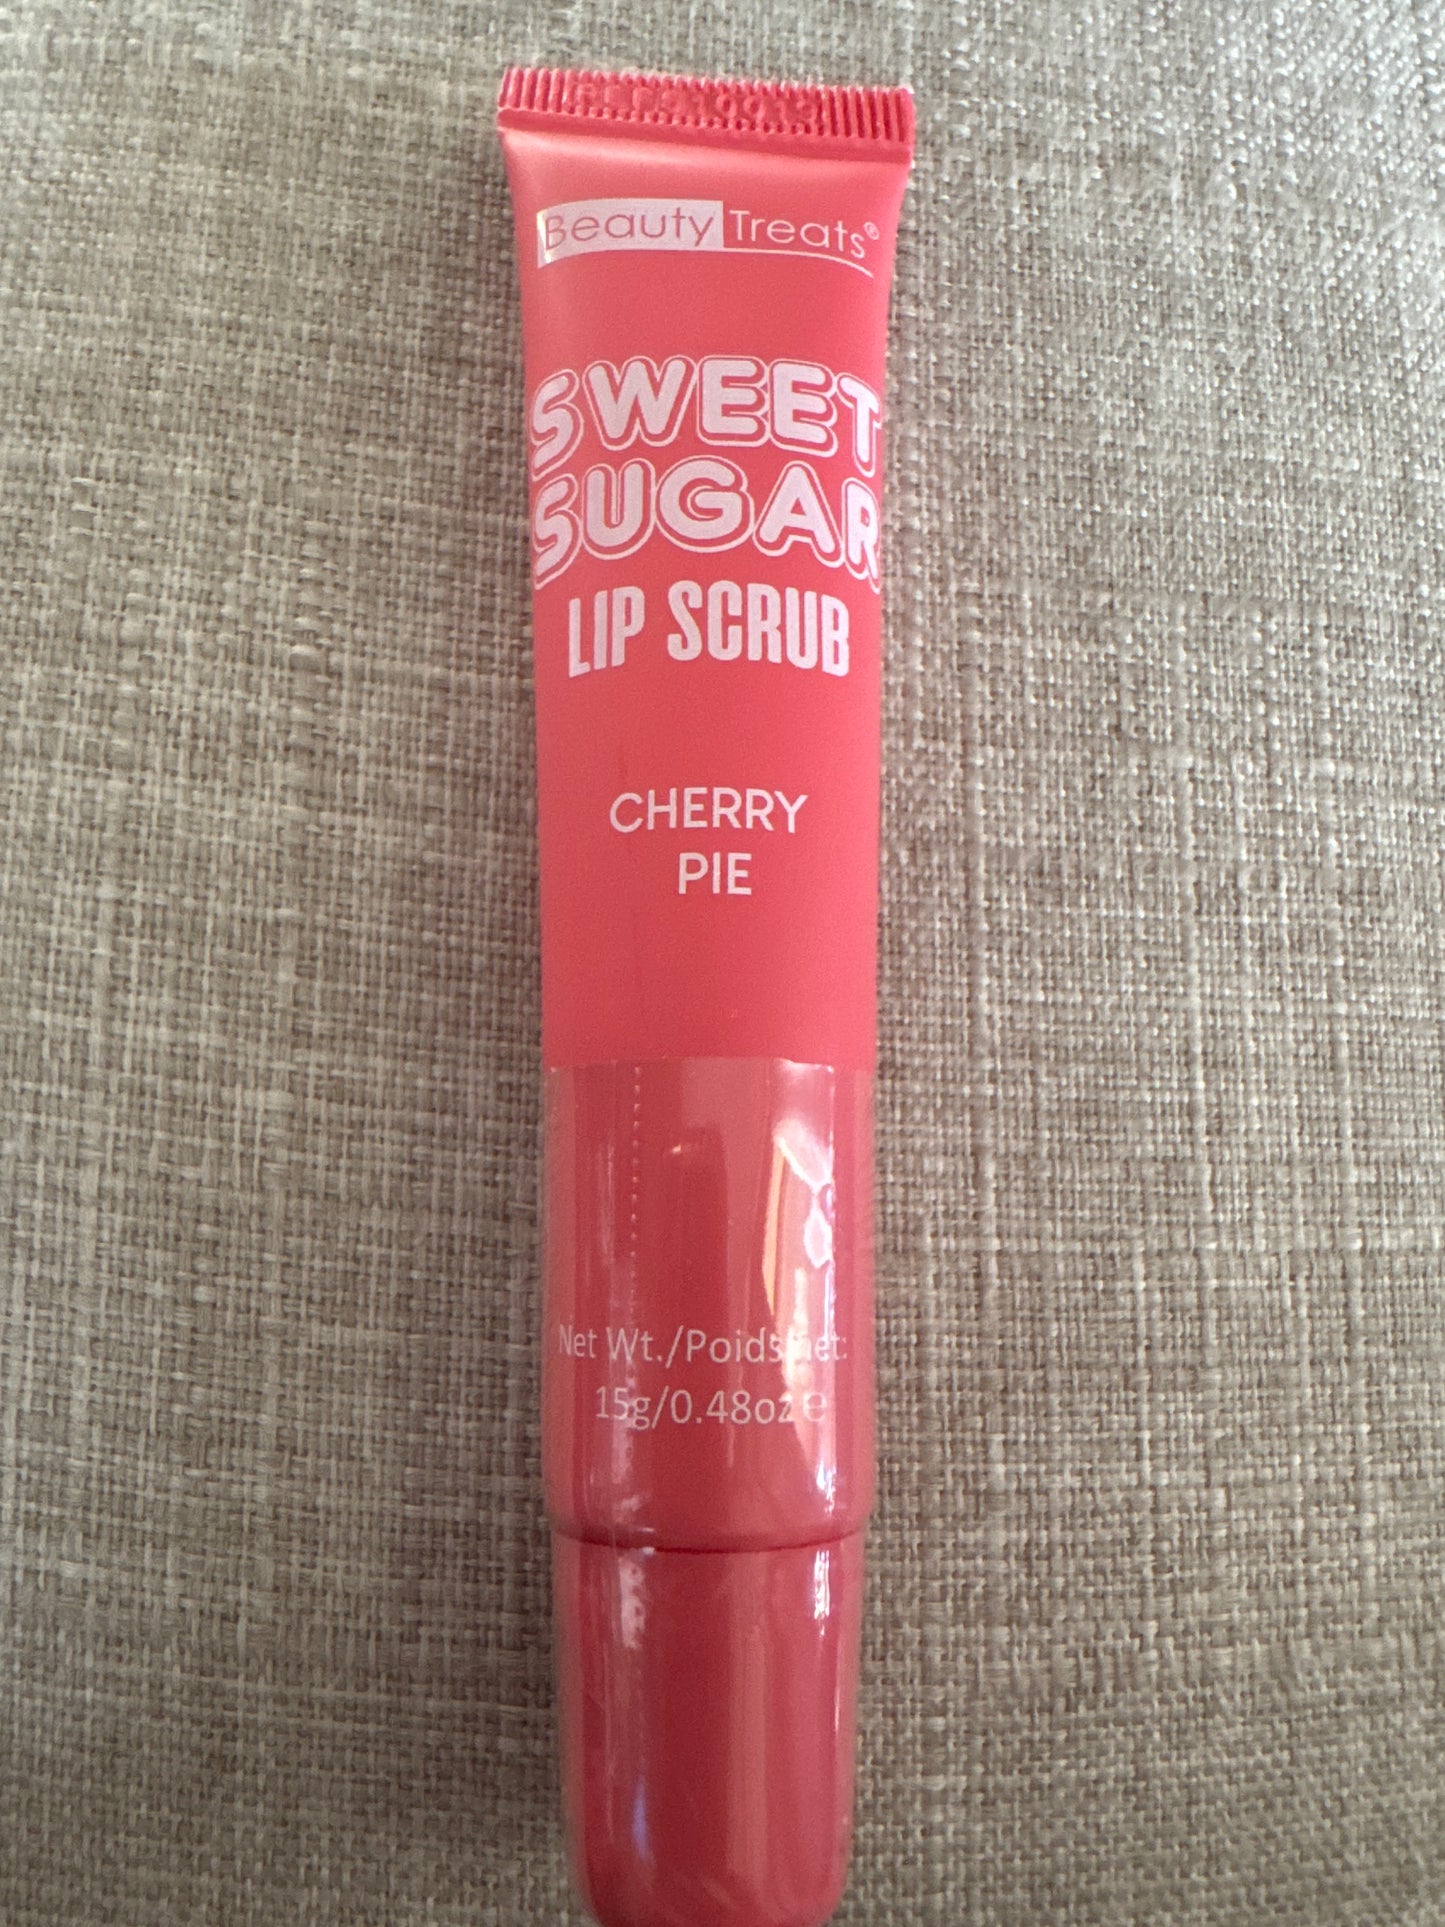 Beauty Treats®
SWEET
SUGAR
LIP SCRUB
CHERRY
PIE
Net Wt./Poids net:
15g/0.48oz ℮